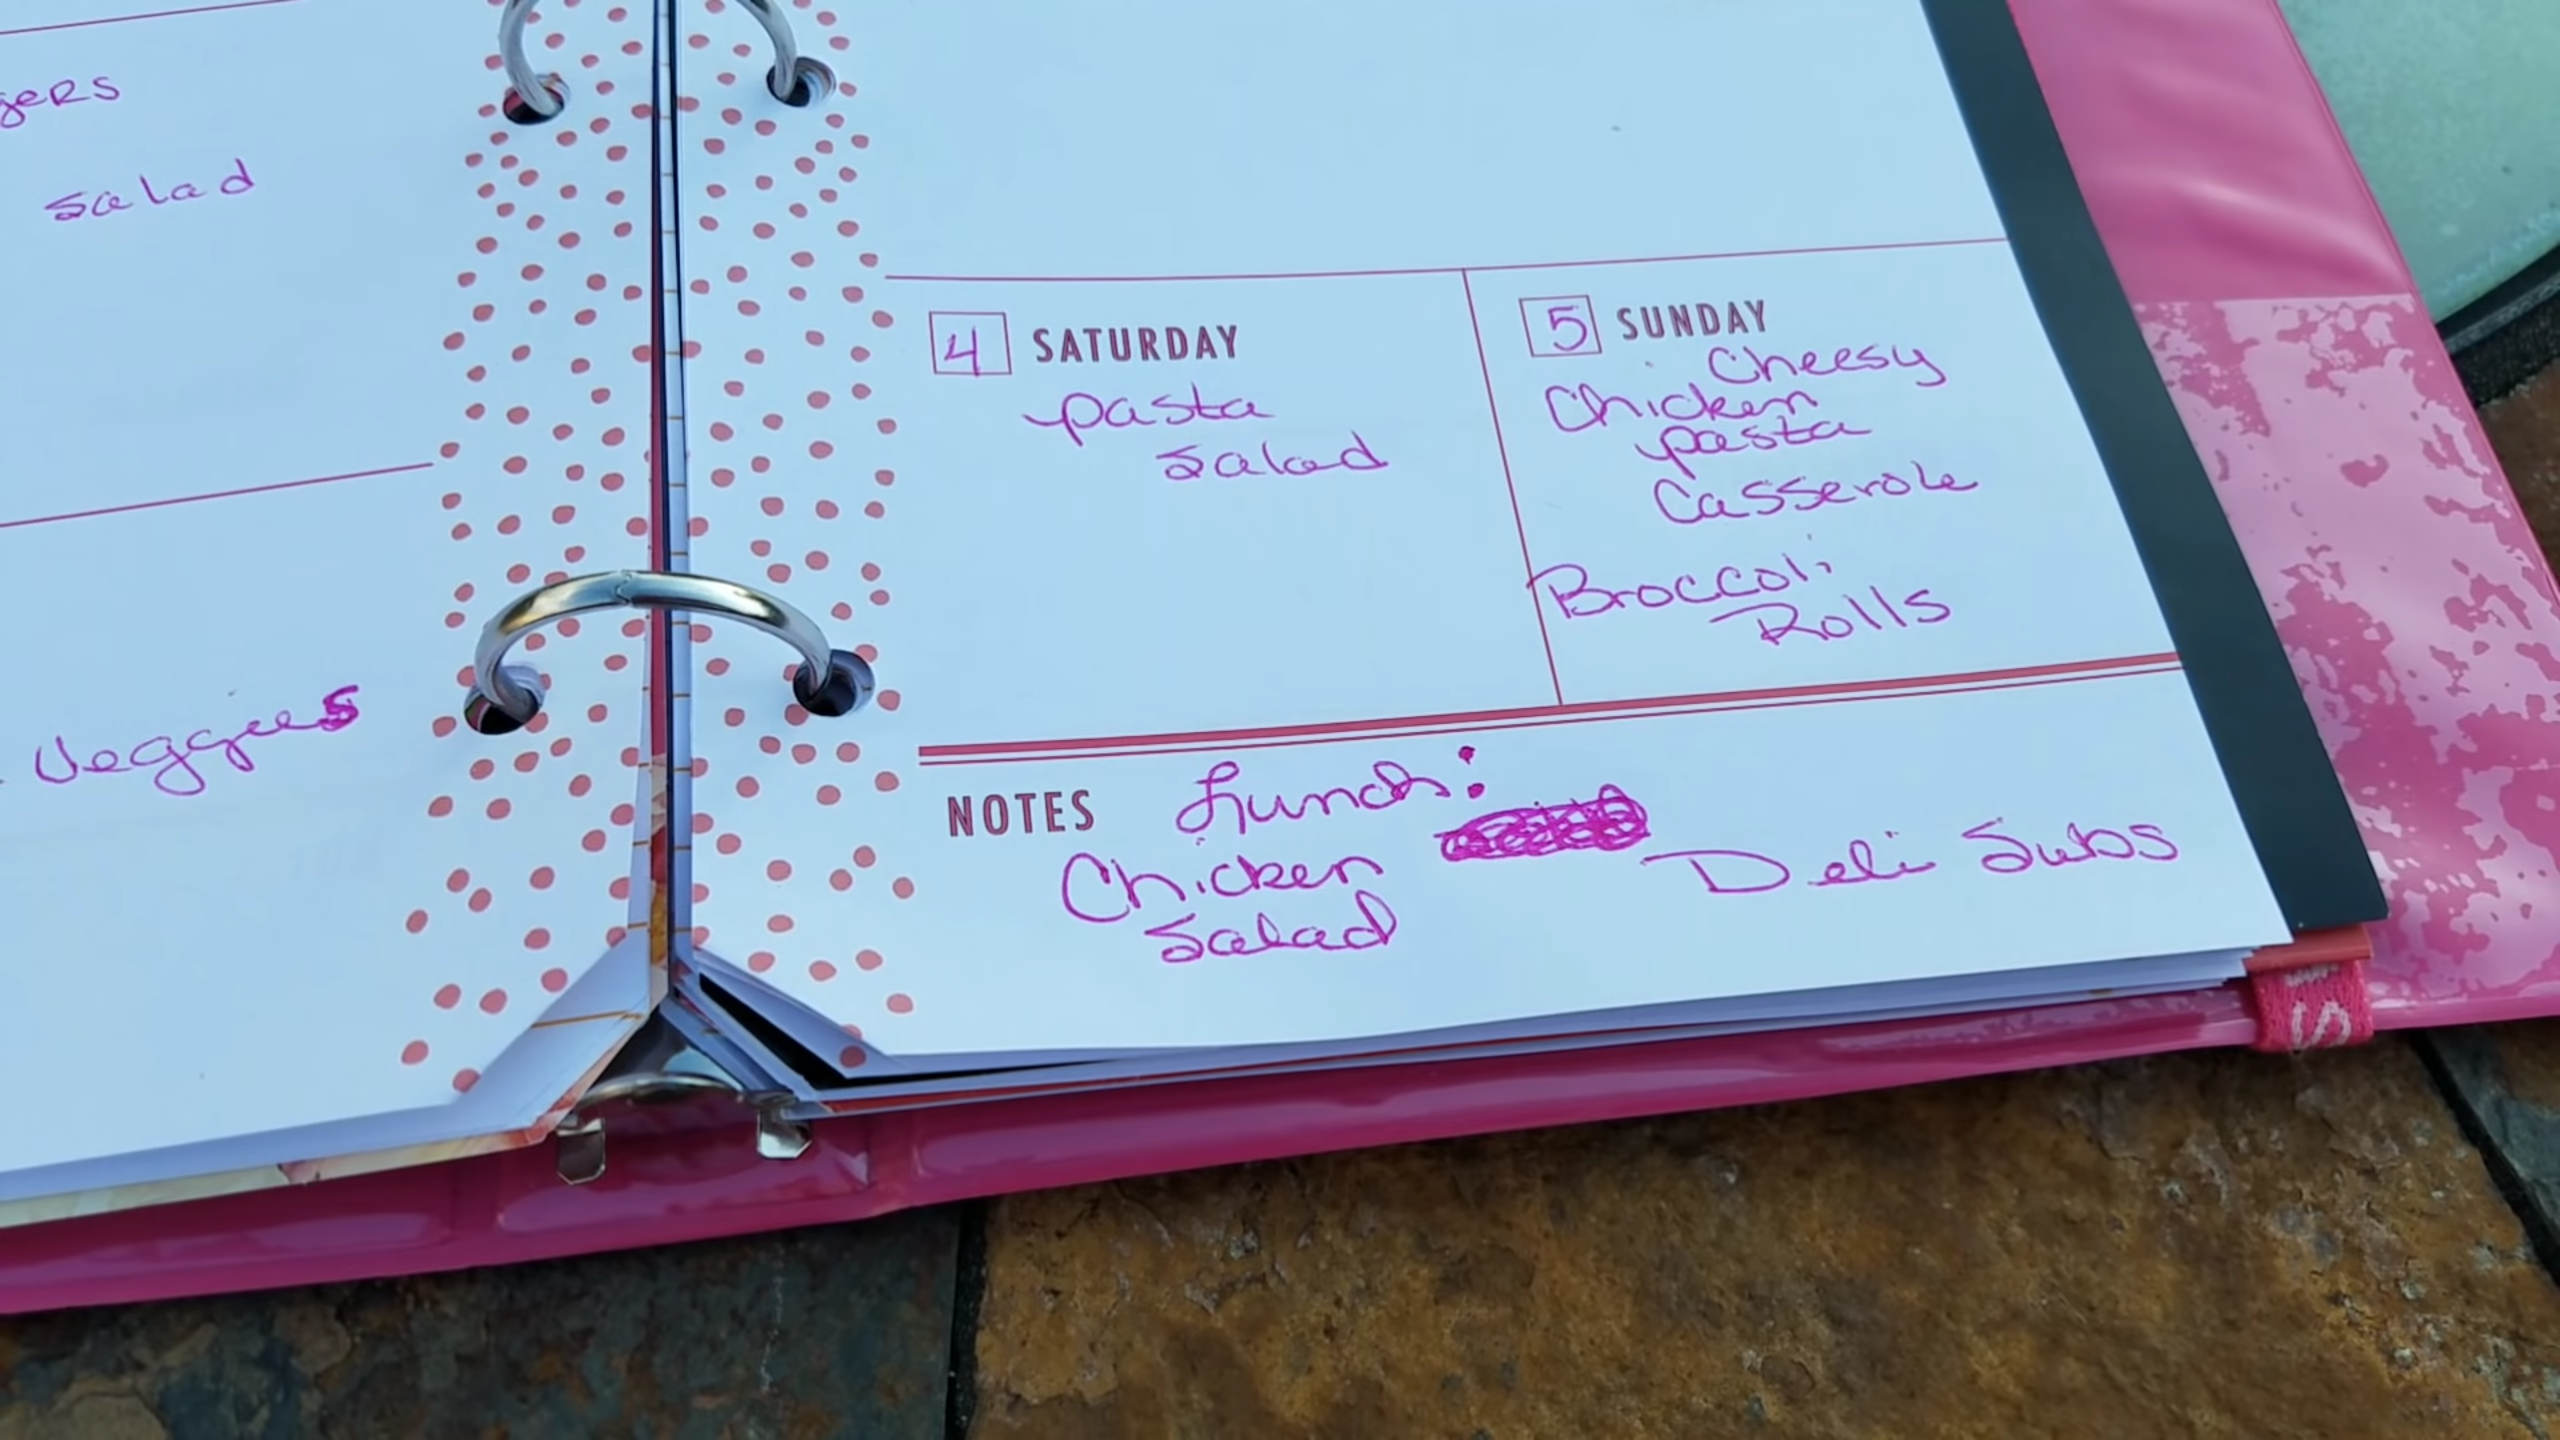 gers
salad
Veggies
4 SATURDAY
pasta
salad
5 SUNDAY
Cheesy
Chicken
pasta
Casserole
Broccoli
Rolls
NOTES Lunch:
Chicken
Salad
Deli Subs